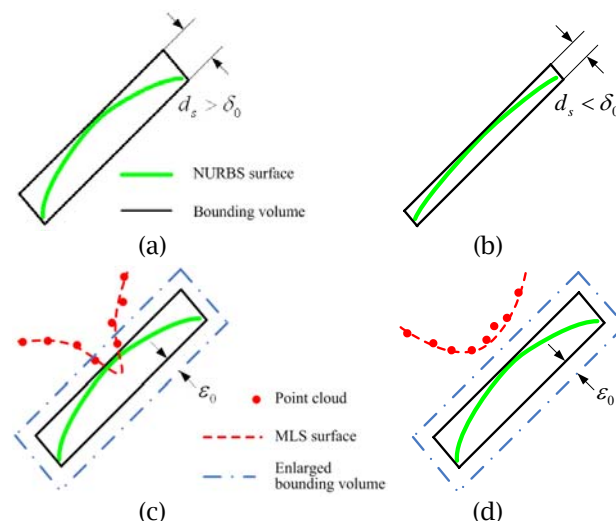 d_s > δ_0
d_s < δ_0
NURBS surface
Bounding volume
(a)
(b)
ε_0
ε_0
Point cloud
MLS surface
Enlarged
bounding volume
(c)
(d)